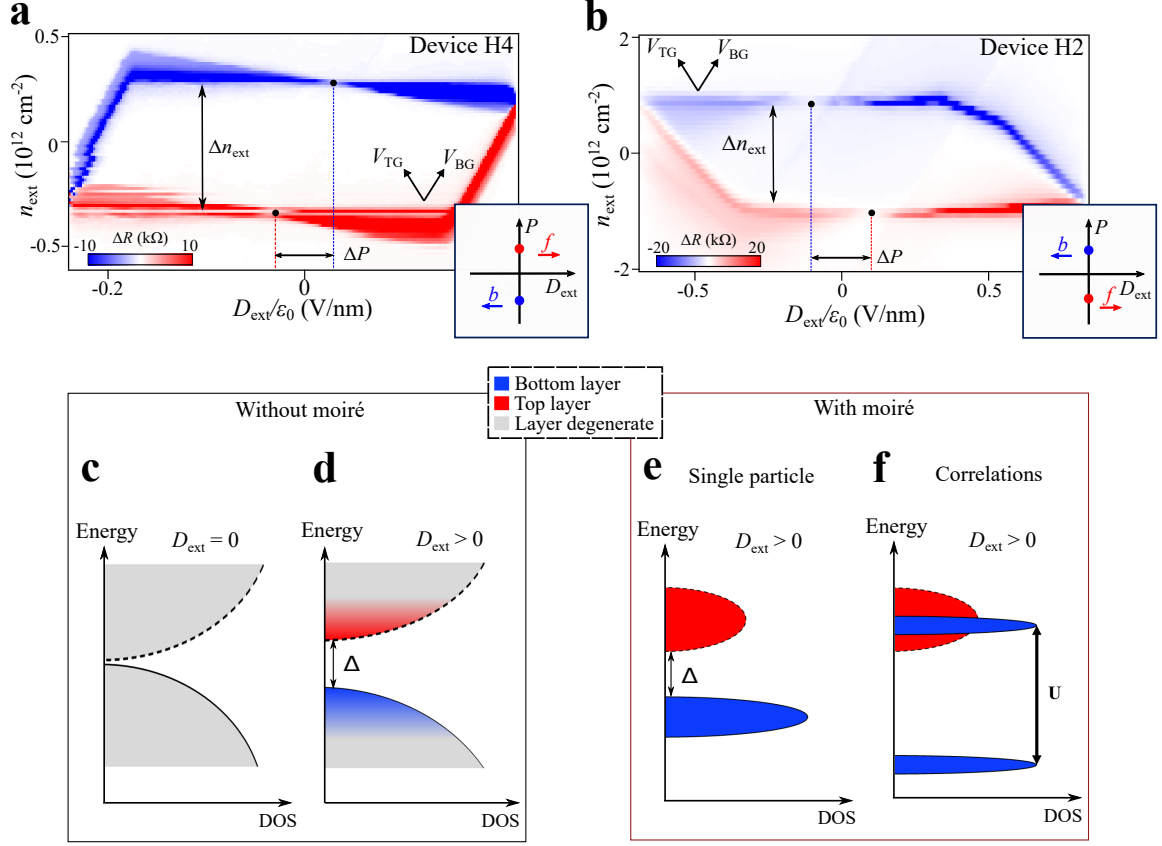 a
Device H4
0.5
0
-0.5
n_ext (10^12 cm^-2)
Δn_ext
V_TG V_BG
ΔR (kΩ)
-10 10
ΔP
-0.2 0
D_ext/ε_0 (V/nm)
P
f
D_ext
b
b
Device H2
2
0
-2
n_ext (10^12 cm^-2)
V_TG V_BG
Δn_ext
ΔR (kΩ)
-20 20
ΔP
-0.5 0 0.5
D_ext/ε_0 (V/nm)
P
b
D_ext
f
Bottom layer
Top layer
Layer degenerate
Without moiré
c
Energy
D_ext = 0
DOS
d
Energy
D_ext > 0
Δ
DOS
With moiré
e
Single particle
Energy
D_ext > 0
Δ
DOS
f
Correlations
Energy
D_ext > 0
U
DOS